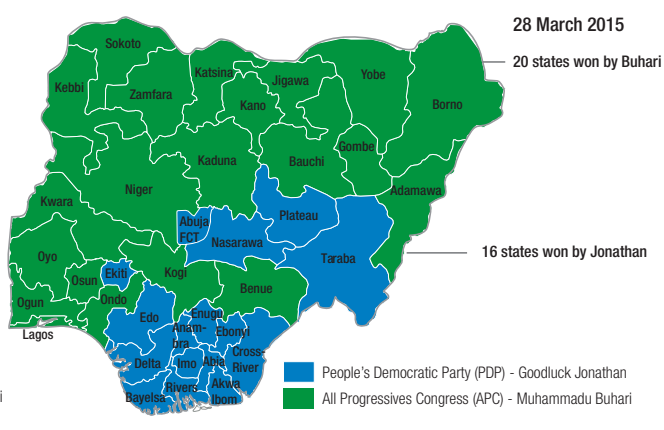 28 March 2015
20 states won by Buhari
Sokoto
Katsina
Jigawa
Yobe
Kebbi
Zamfara
Kano
Borno
Gombe
Kaduna
Bauchi
Niger
Adamawa
Kwara
Plateau
Abuja
FCT
Nasarawa
16 states won by Jonathan
Taraba
Oyo
Ekiti
Kogi
Osun
Benue
Ogun
Ondo
Edo
Enugu
Anam-
bra
Ebonyi
Lagos
Cross-
River
Delta
Imo
Abia
Rivers
Akwa
Ibom
Bayelsa
People's Democratic Party (PDP) - Goodluck Jonathan
All Progressives Congress (APC) - Muhammadu Buhari